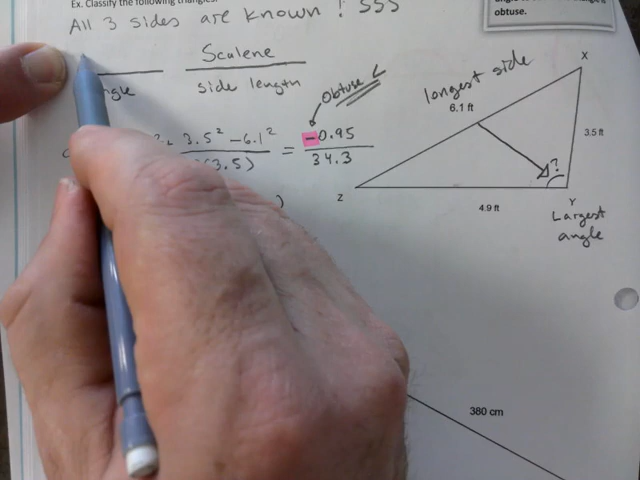 Ex. Classify the following triangles.
All 3 sides are known! SSS
obtuse.
Scalene
side length
Obtuse ∠
3.5² - 6.1²
(3.5)
= -0.95
34.3
)
longest side
6.1 ft
X
3.5 ft
?
Z
Y
4.9 ft
Largest
angle
380 cm